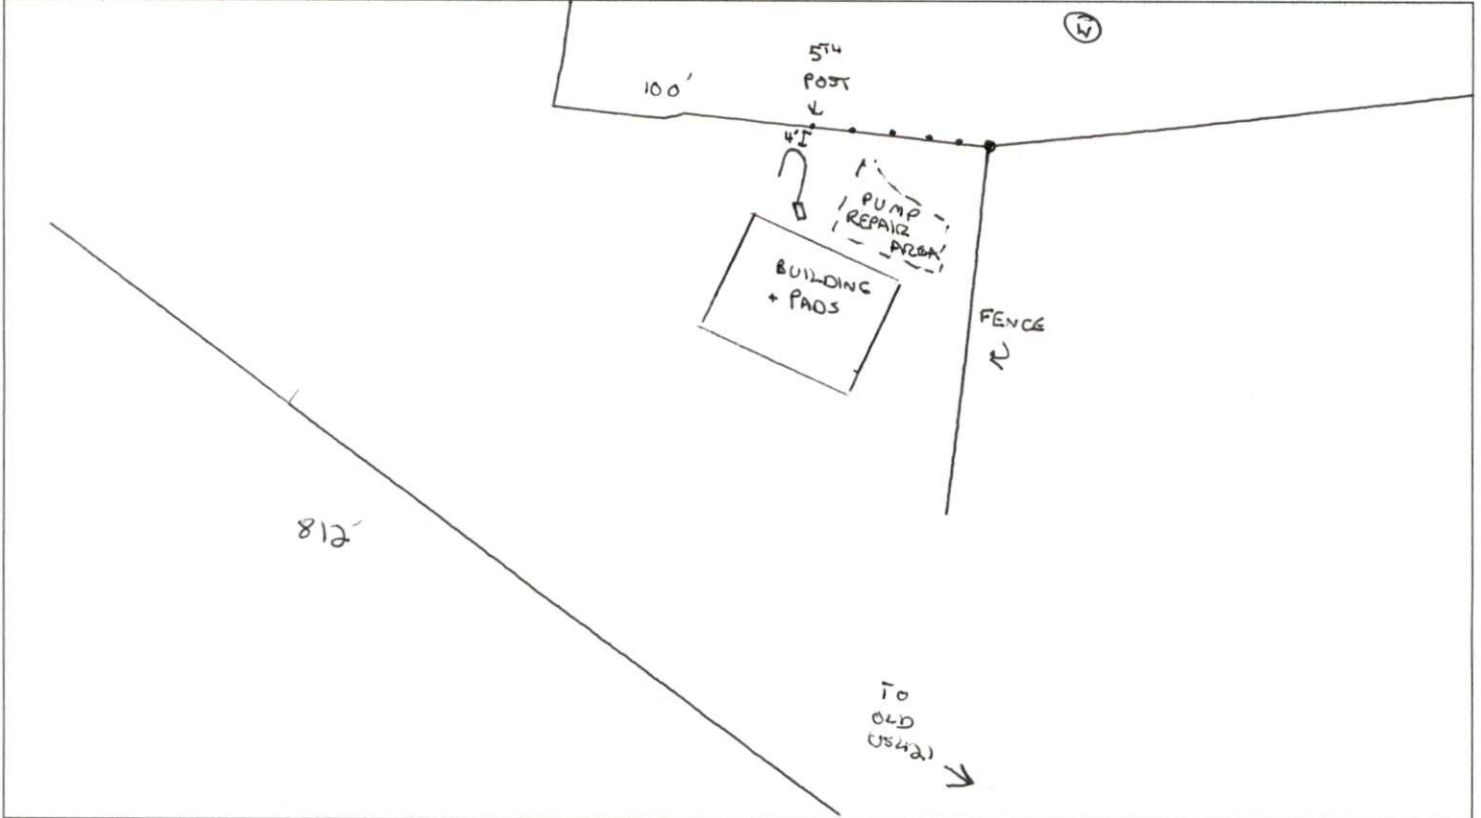 W
5TH
POST
100'
4'
PUMP
REPAIR
AREA
BUILDING
+ PADS
FENCE
812'
TO
OLD
US421